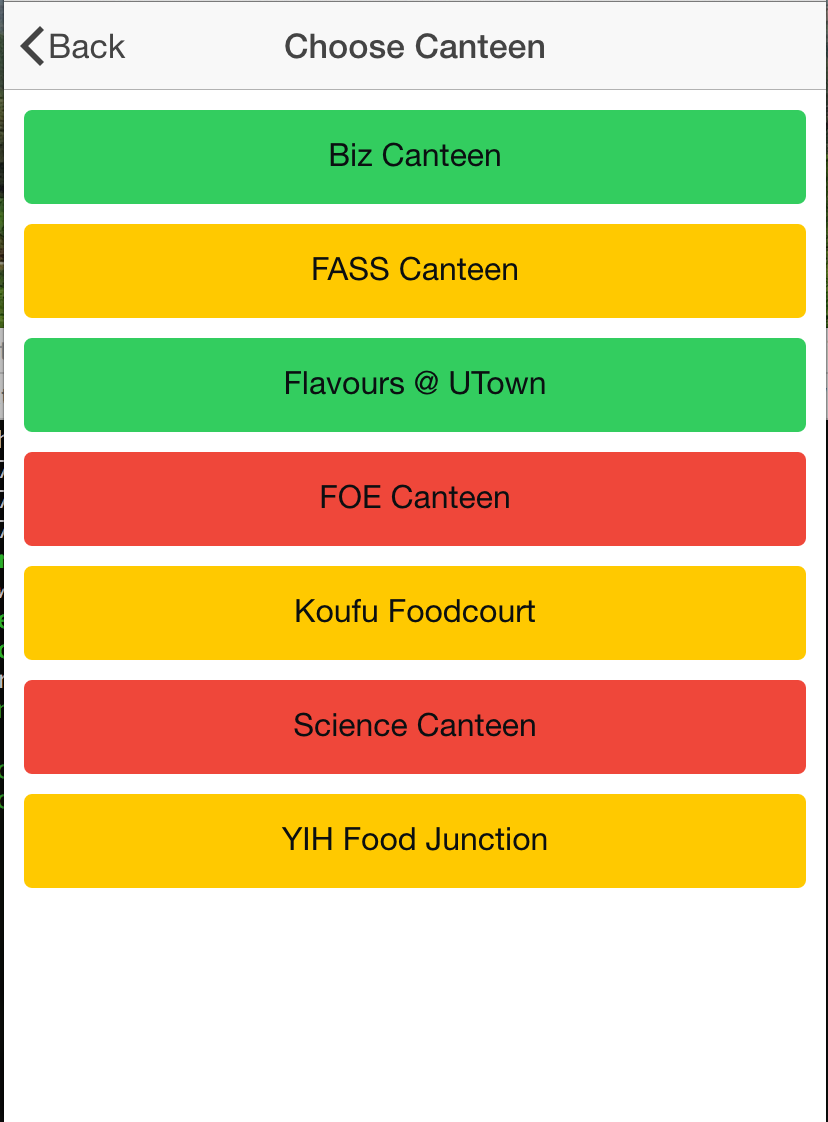 Back
Choose Canteen
Biz Canteen
FASS Canteen
Flavours @ UTown
FOE Canteen
Koufu Foodcourt
Science Canteen
YIH Food Junction